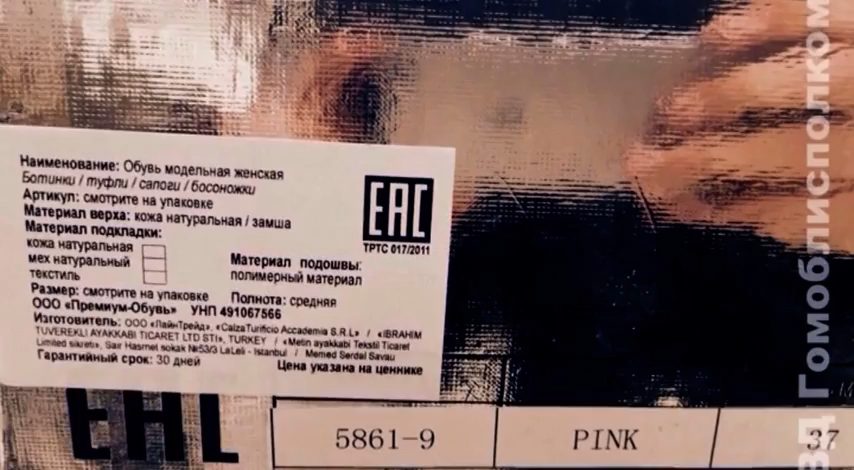 Наименование: Обувь модельная женская
Ботинки / туфли / сапоги / босоножки
Артикул: смотрите на упаковке
Материал верха: кожа натуральная / замша
Материал подкладки:
кожа натуральная
мех натуральный
текстиль
Материал подошвы:
полимерный материал
Размер: смотрите на упаковке Полнота: средняя
ООО «Премиум-Обувь» УНП 491067566
Изготовитель: ООО «ЛайнТрейд», «CalzaTurificio Accademia S.R.L» / «IBRAHIM
TUVEREKLI AYAKKABI TICARET LTD STI», TURKEY / «Metin ayakkabi Tekstil Ticaret
Limited sikreti», Sair Hasmet sokak №53/3 LaLeli - Istanbul / Memed Serdal Savau
Гарантийный срок: 30 дней Цена указана на ценнике
EAC
ТРТС 017/2011
EAC
5861-9 PINK 37
ВД Гомоблисполком